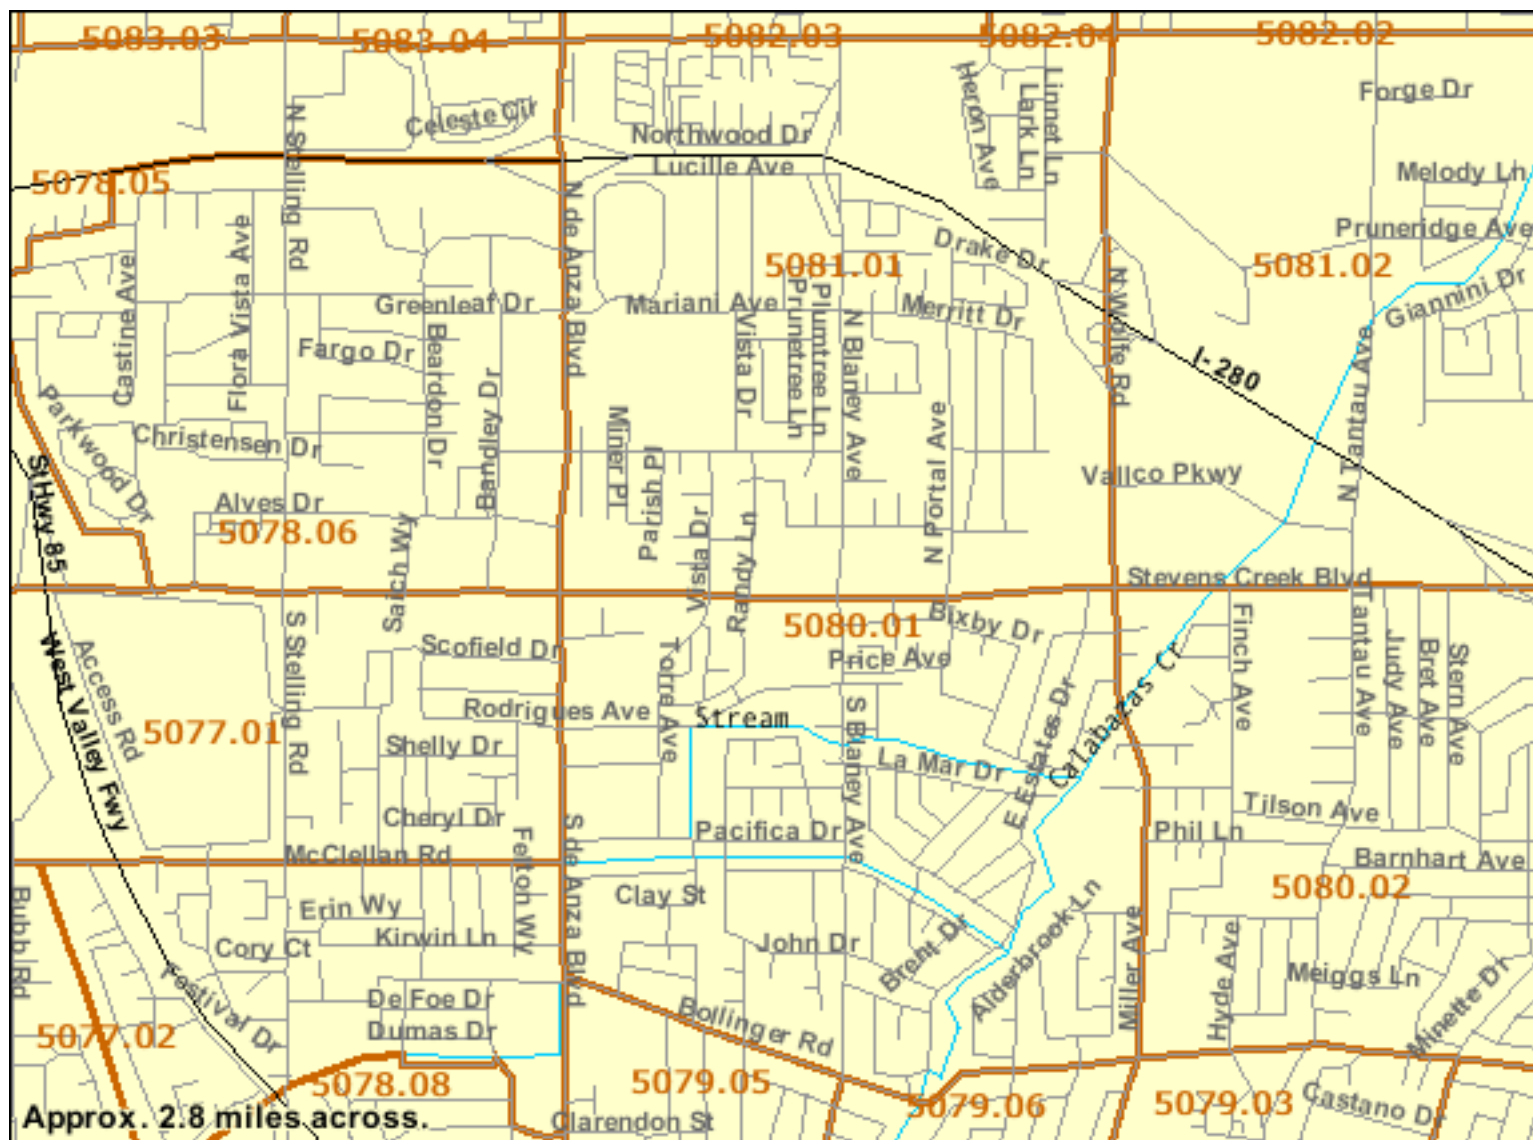 5083.03
5083.04
5082.03
5082.04
5082.02
Forge Dr
Celeste Cir
N Stelling Rd
Northwood Dr
Lucille Ave
Heron Ave
Lark Ln
Linnet Ln
Melody Ln
5078.05
Pruneridge Ave
N de Anza Blvd
Drake Dr
5081.01
5081.02
Castine Ave
Flora Vista Ave
Greenleaf Dr
Mariani Ave
Merritt Dr
N Wolfe Rd
Giannini Dr
Fargo Dr
Beardon Dr
Vista Dr
Prunetree Ln
Plumtree Ln
N Blaney Ave
I-280
N Tantau Ave
Parkwood Dr
Christensen Dr
Bandley Dr
Miner Pl
Parish Pl
N Portal Ave
Vallco Pkwy
St Hwy 85
Alves Dr
5078.06
Saich Wy
Vista Dr
Randy Ln
Stevens Creek Blvd
Access Rd
S Stelling Rd
Scofield Dr
5080.01
Bixby Dr
Price Ave
Torre Ave
Finch Ave
Tantau Ave
Judy Ave
Bret Ave
Stern Ave
West Valley Fwy
5077.01
Rodrigues Ave
Stream
S Blaney Ave
E Estates Dr
Calabazas Cr
Shelly Dr
La Mar Dr
Cheryl Dr
Felton Wy
S de Anza Blvd
Pacifica Dr
Phil Ln
Tilson Ave
McClellan Rd
Barnhart Ave
Bubb Rd
Erin Wy
Clay St
5080.02
Cory Ct
Kirwin Ln
John Dr
Brent Dr
Alderbrook Ln
Miller Ave
Hyde Ave
Meiggs Ln
Minette Dr
Festival Dr
De Foe Dr
Dumas Dr
Bollinger Rd
5077.02
5078.08
5079.05
5079.06
5079.03
Castano Dr
Clarendon St
Approx. 2.8 miles across.